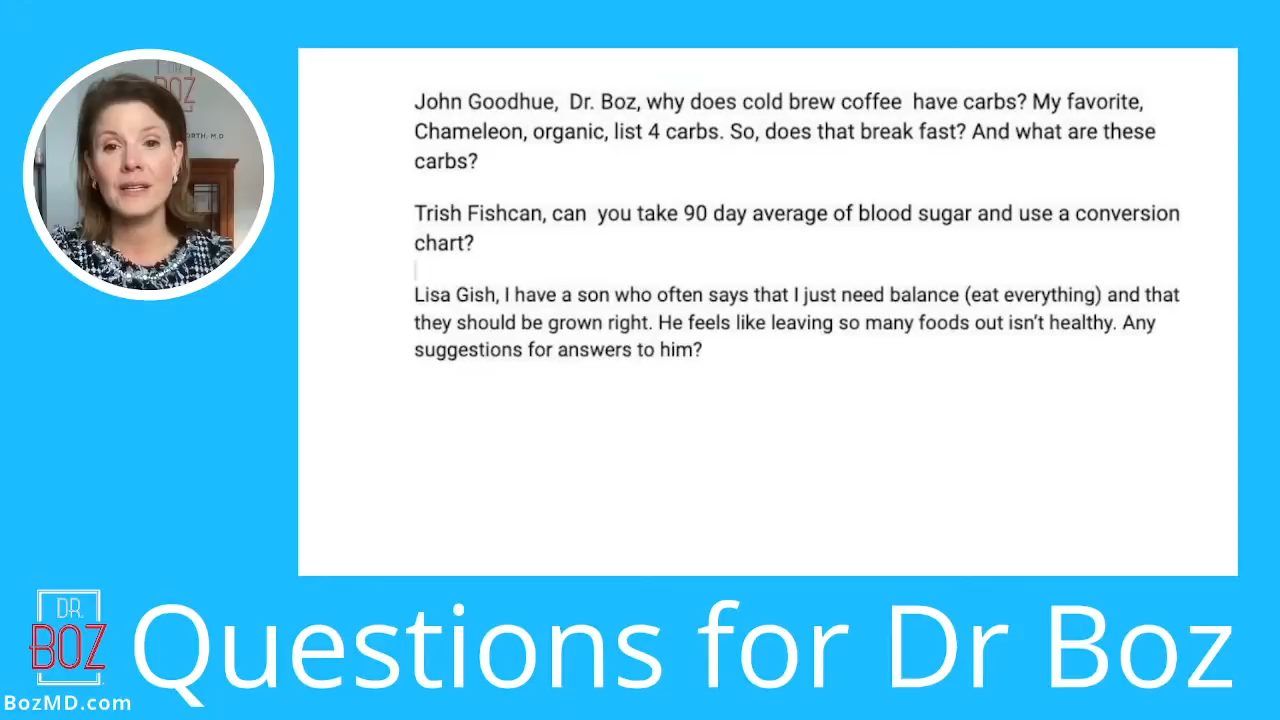 DR.
BOZ
ORTH, M.D
John Goodhue, Dr. Boz, why does cold brew coffee have carbs? My favorite,
Chameleon, organic, list 4 carbs. So, does that break fast? And what are these
carbs?
Trish Fishcan, can you take 90 day average of blood sugar and use a conversion
chart?
Lisa Gish, I have a son who often says that I just need balance (eat everything) and that
they should be grown right. He feels like leaving so many foods out isn’t healthy. Any
suggestions for answers to him?
DR.
BOZ
Questions for Dr Boz
BozMD.com